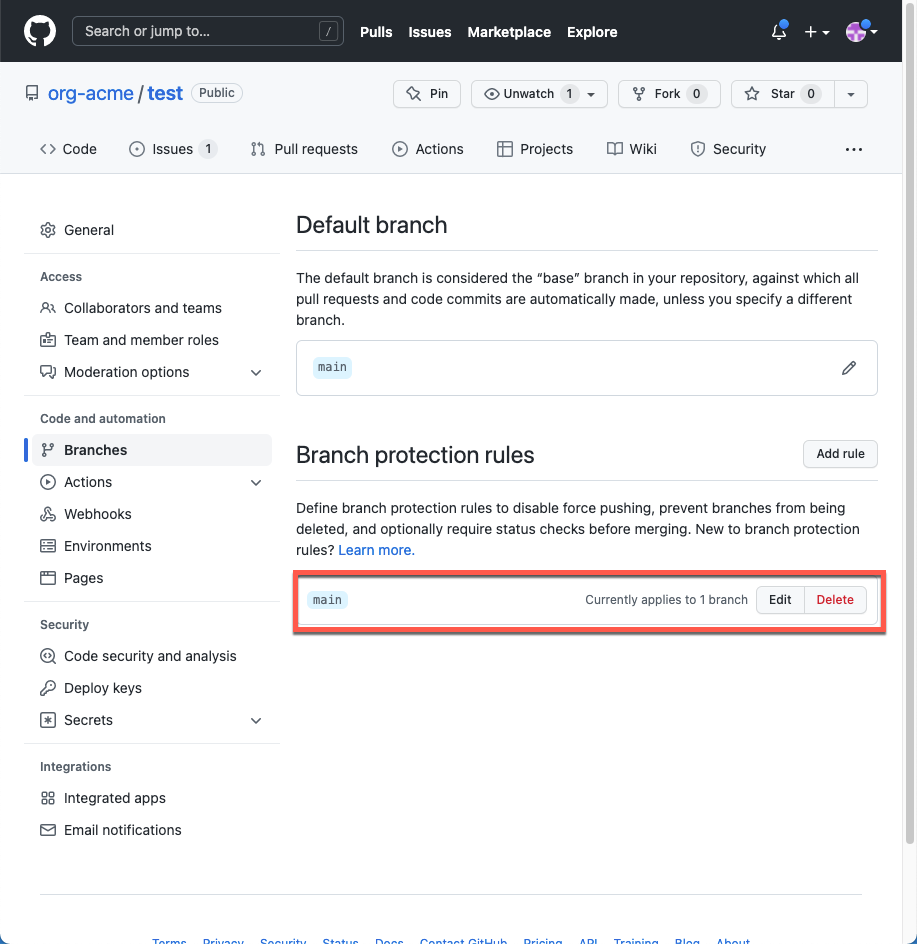 Search or jump to... /
Pulls Issues Marketplace Explore
org-acme / test Public
Pin
Unwatch 1
Fork 0
Star 0
Code
Issues 1
Pull requests
Actions
Projects
Wiki
Security
General
Access
Collaborators and teams
Team and member roles
Moderation options
Code and automation
Branches
Actions
Webhooks
Environments
Pages
Security
Code security and analysis
Deploy keys
Secrets
Integrations
Integrated apps
Email notifications
Default branch
The default branch is considered the “base” branch in your repository, against which all
pull requests and code commits are automatically made, unless you specify a different
branch.
main
Branch protection rules
Add rule
Define branch protection rules to disable force pushing, prevent branches from being
deleted, and optionally require status checks before merging. New to branch protection
rules? Learn more.
main Currently applies to 1 branch Edit Delete
Terms Privacy Security Status Docs Contact GitHub Pricing API Training Blog About